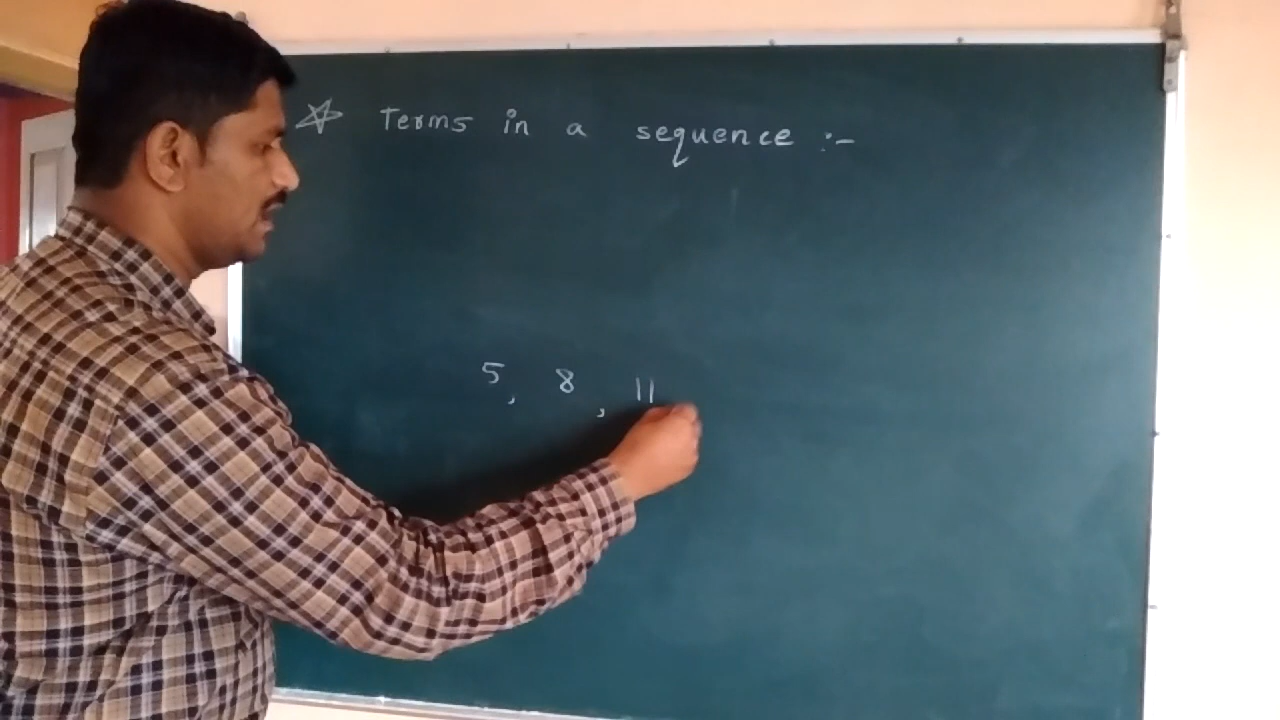 ☆ Terms in a sequence :-
5, 8, 11